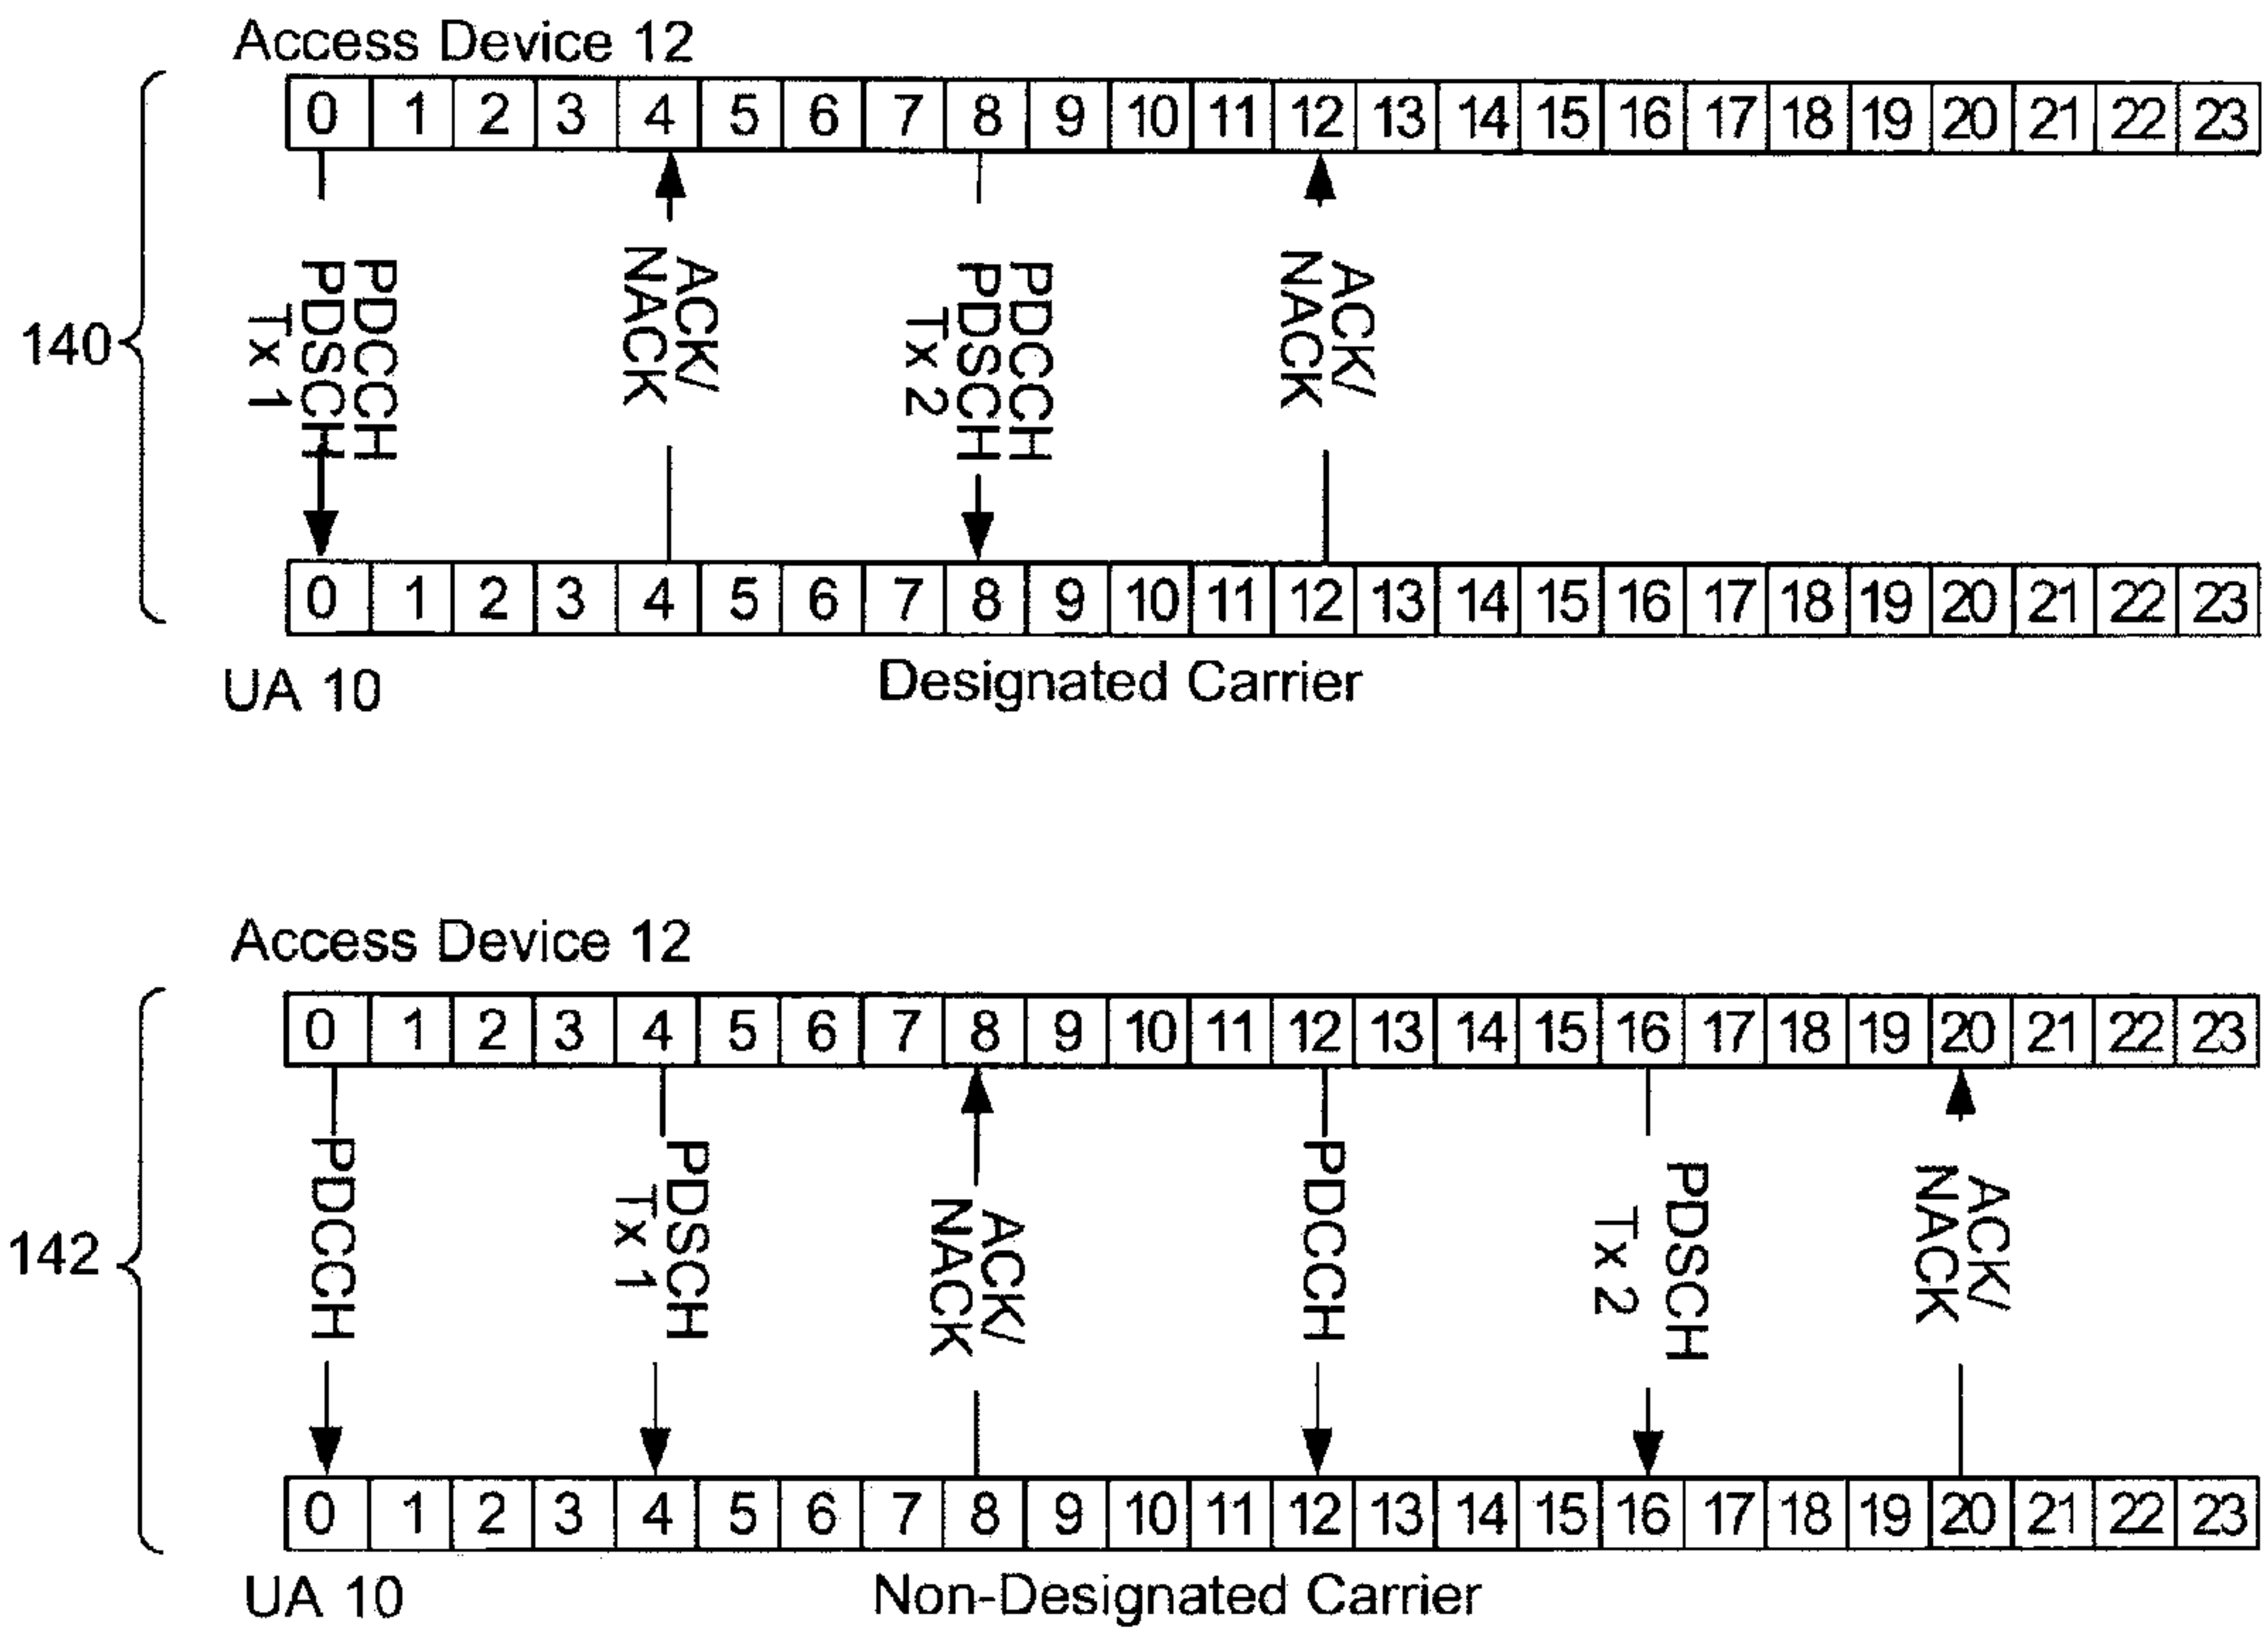 Access Device 12
0 1 2 3 4 5 6 7 8 9 10 11 12 13 14 15 16 17 18 19 20 21 22 23
140
PDCCH
PDSCH
Tx 1
ACK/
NACK
PDCCH
PDSCH
Tx 2
ACK/
NACK
0 1 2 3 4 5 6 7 8 9 10 11 12 13 14 15 16 17 18 19 20 21 22 23
UA 10
Designated Carrier
Access Device 12
0 1 2 3 4 5 6 7 8 9 10 11 12 13 14 15 16 17 18 19 20 21 22 23
142
PDCCH
PDSCH
Tx 1
ACK/
NACK
PDCCH
PDSCH
Tx 2
ACK/
NACK
0 1 2 3 4 5 6 7 8 9 10 11 12 13 14 15 16 17 18 19 20 21 22 23
UA 10
Non-Designated Carrier